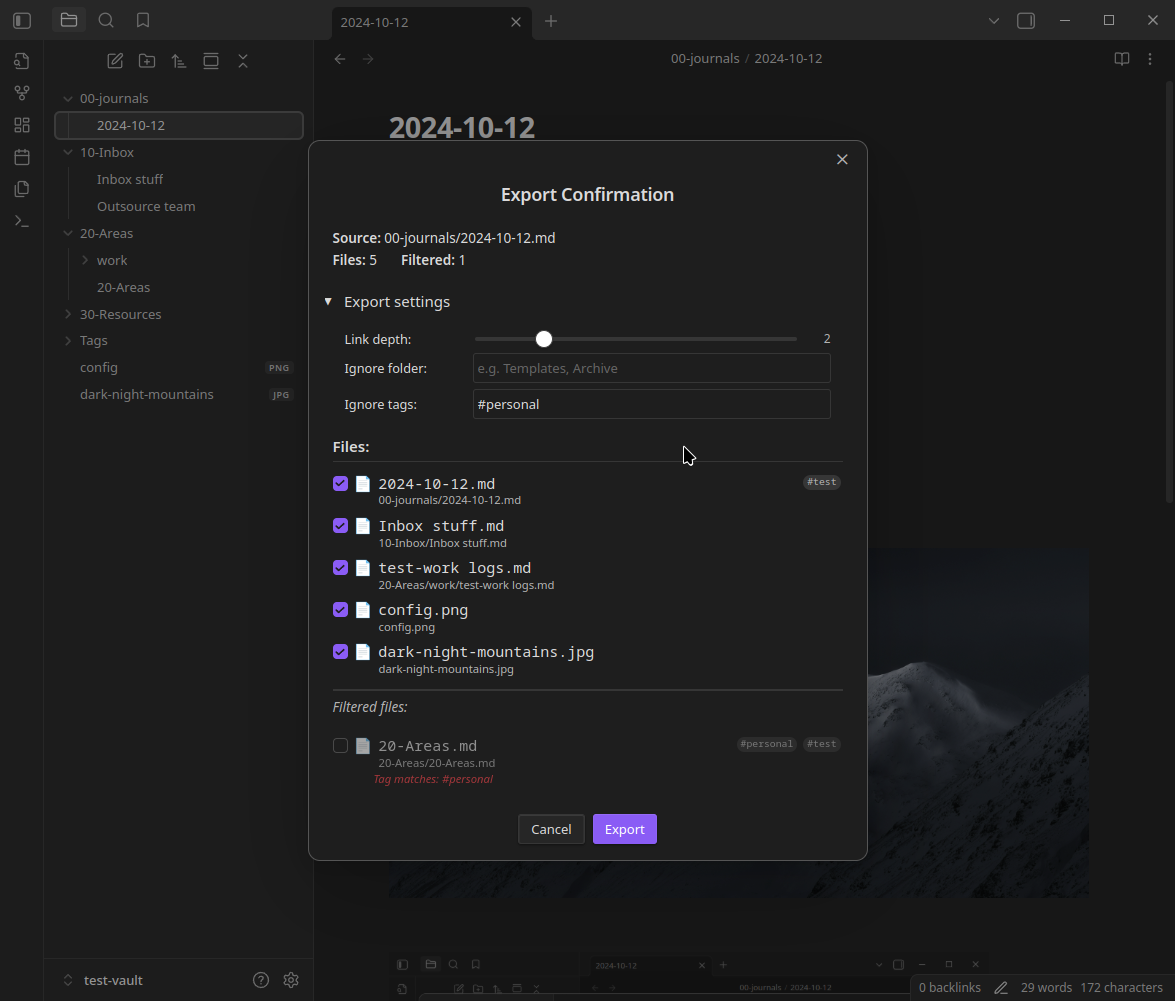 2024-10-12
00-journals / 2024-10-12
00-journals
2024-10-12
10-Inbox
Inbox stuff
Outsource team
20-Areas
work
20-Areas
30-Resources
Tags
config PNG
dark-night-mountains JPG
test-vault
2024-10-12
Export Confirmation
Source: 00-journals/2024-10-12.md
Files: 5 Filtered: 1
Export settings
Link depth: 2
Ignore folder: e.g. Templates, Archive
Ignore tags: #personal
Files:
2024-10-12.md #test
00-journals/2024-10-12.md
Inbox stuff.md
10-Inbox/Inbox stuff.md
test-work logs.md
20-Areas/work/test-work logs.md
config.png
config.png
dark-night-mountains.jpg
dark-night-mountains.jpg
Filtered files:
20-Areas.md #personal #test
20-Areas/20-Areas.md
Tag matches: #personal
Cancel Export
2024-10-12
00-journals / 2024-10-12
0 backlinks 29 words 172 characters